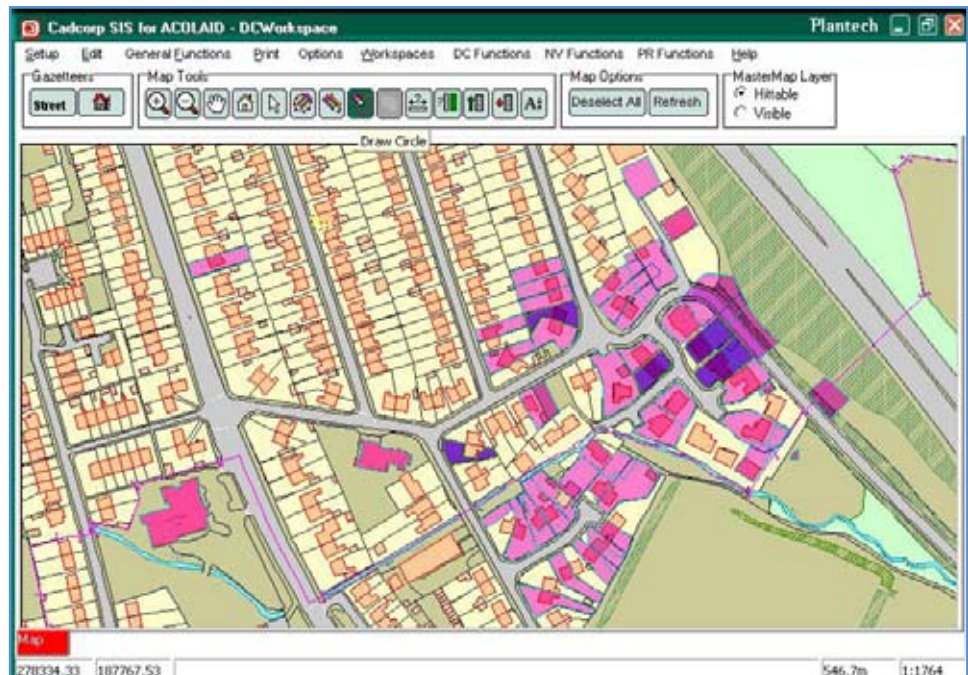 Cadcorp SIS for ACOLAID - DCWorkspace
Plantech
Setup Edit General Functions Print Options Workspaces DC Functions NV Functions PR Functions Help
Gazetteers Map Tools Map Options MasterMap Layer
Street Deselect All Refresh Hittable
Visible
Draw Circle
Map
278334.33 187767.53 546.7m 1:1764